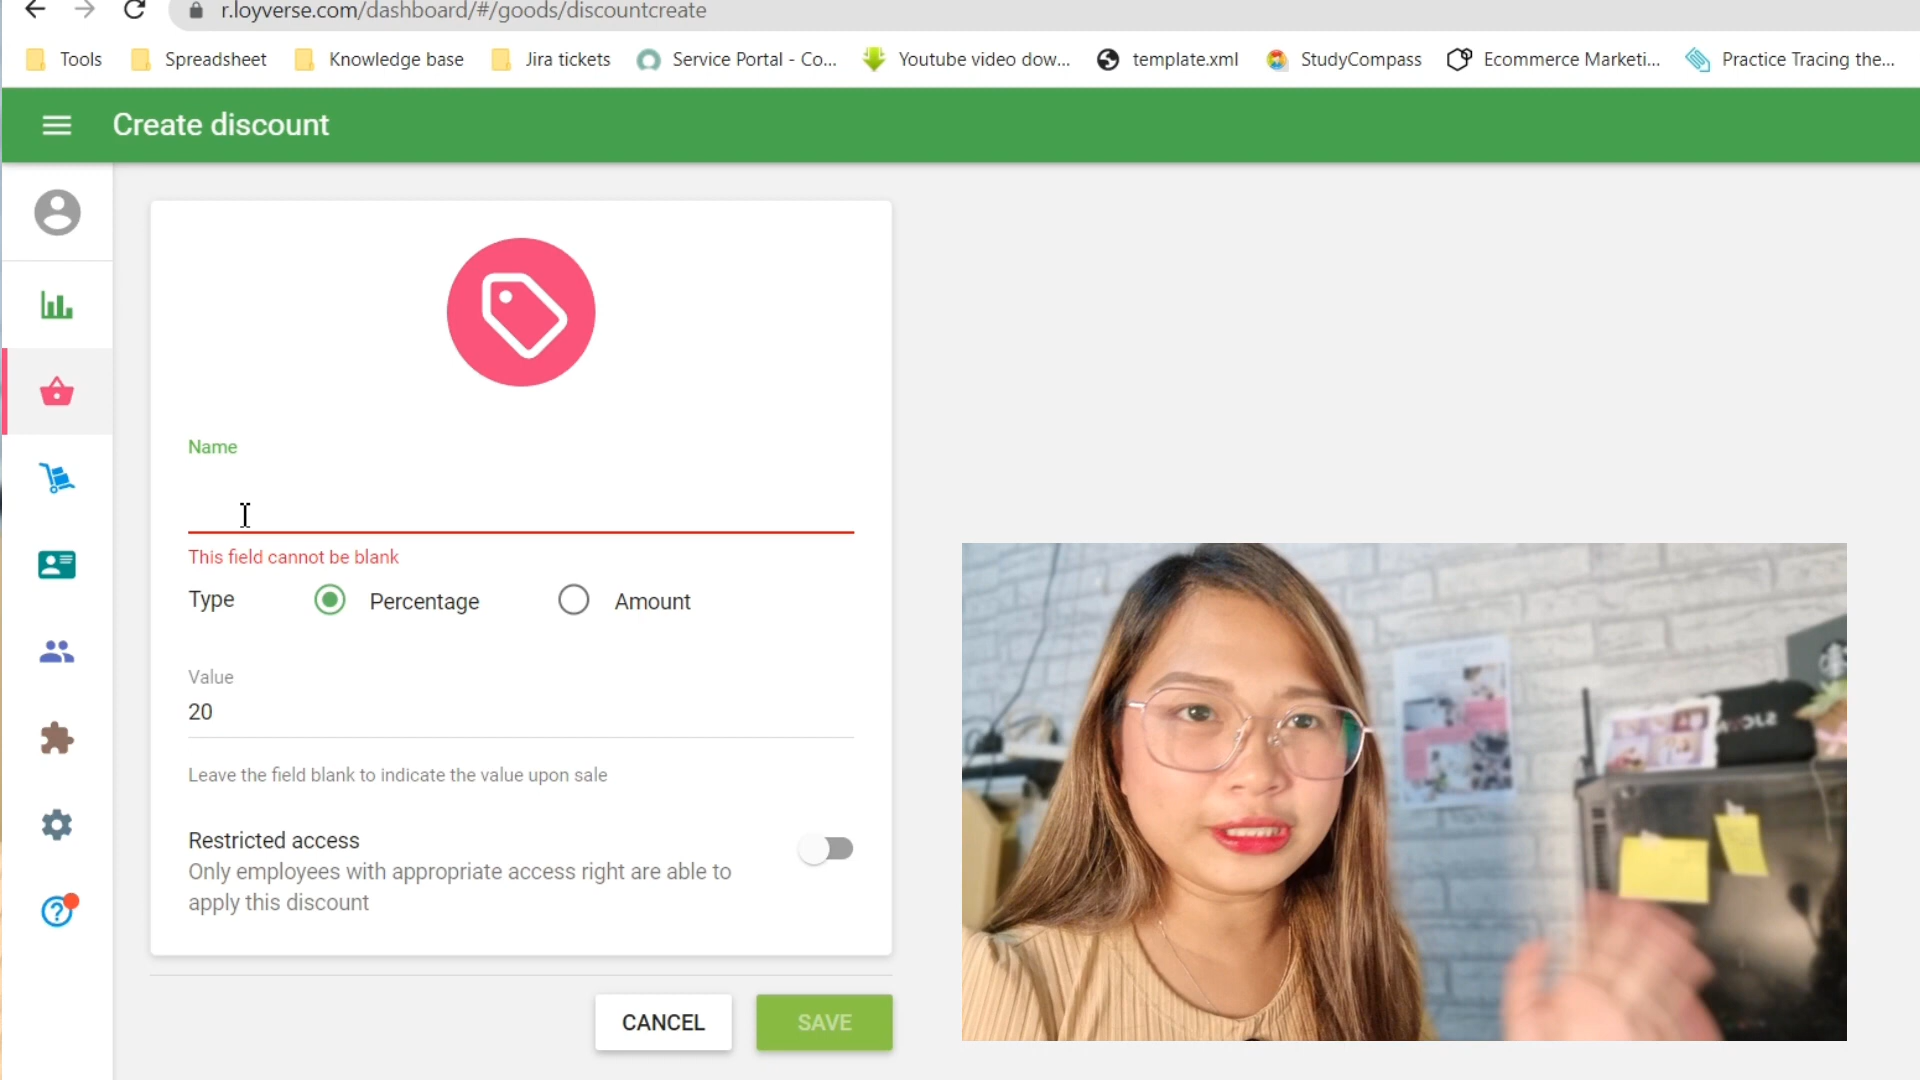 r.loyverse.com/dashboard/#/goods/discountcreate
Tools Spreadsheet Knowledge base Jira tickets Service Portal - Co... Youtube video dow... template.xml StudyCompass Ecommerce Marketi... Practice Tracing the...
Create discount
Name
This field cannot be blank
Type Percentage Amount
Value
20
Leave the field blank to indicate the value upon sale
Restricted access
Only employees with appropriate access right are able to
apply this discount
CANCEL SAVE